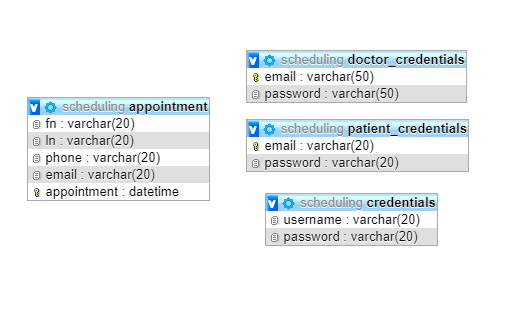 scheduling appointment
fn : varchar(20)
ln : varchar(20)
phone : varchar(20)
email : varchar(20)
appointment : datetime
scheduling doctor_credentials
email : varchar(50)
password : varchar(50)
scheduling patient_credentials
email : varchar(20)
password : varchar(20)
scheduling credentials
username : varchar(20)
password : varchar(20)